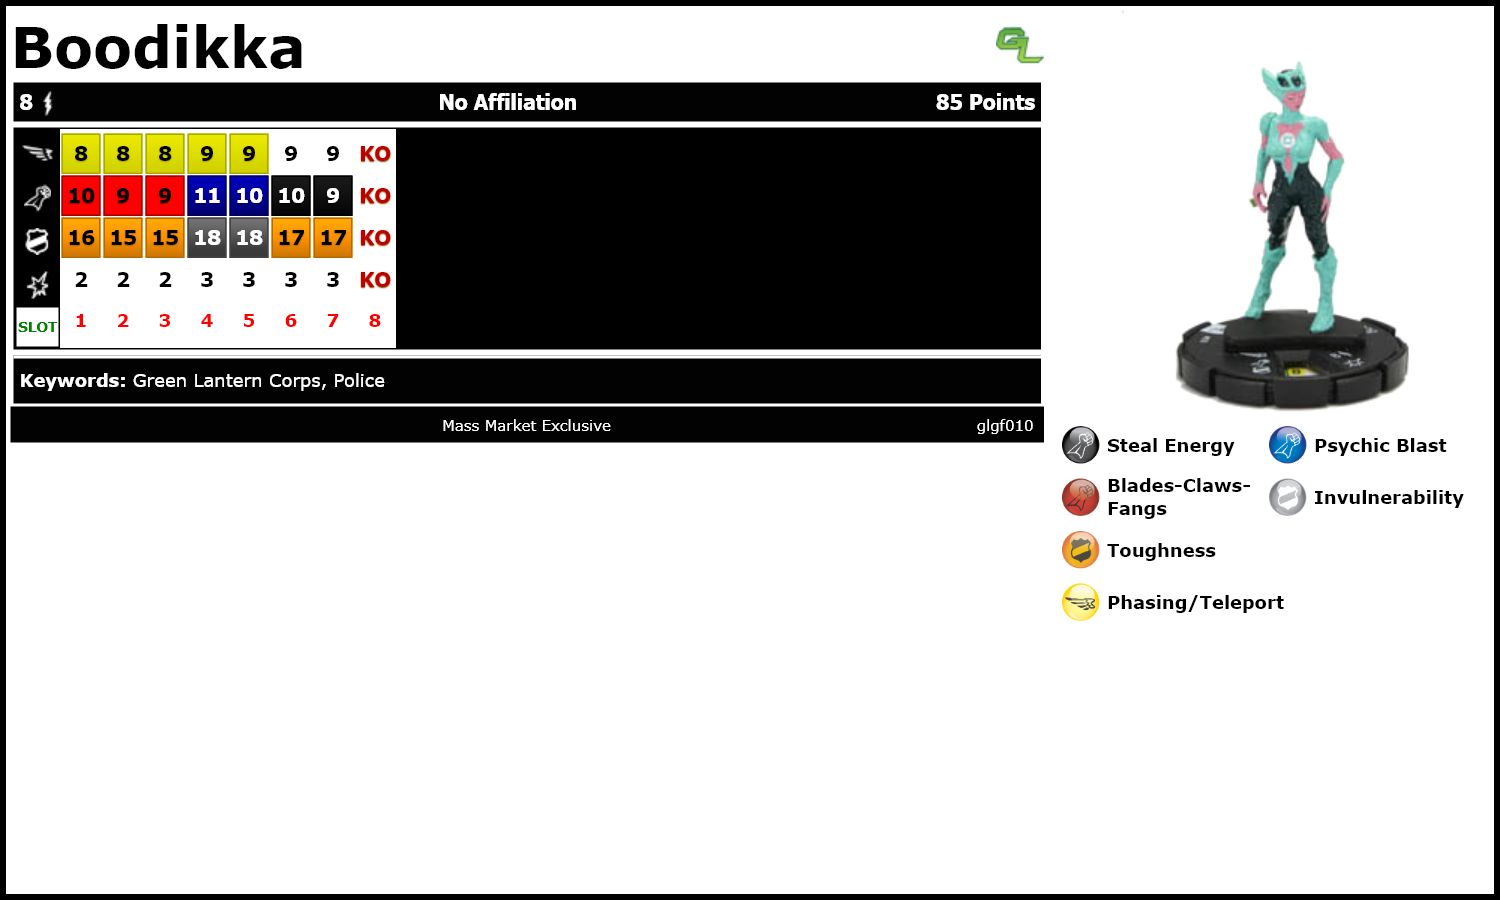 Boodikka
GL
8 No Affiliation 85 Points
8 8 8 9 9 9 9 KO
10 9 9 11 10 10 9 KO
16 15 15 18 18 17 17 KO
2 2 2 3 3 3 3 KO
SLOT 1 2 3 4 5 6 7 8
Keywords: Green Lantern Corps, Police
Mass Market Exclusive glgf010
Steal Energy Psychic Blast
Blades-Claws-
Fangs
Invulnerability
Toughness
Phasing/Teleport